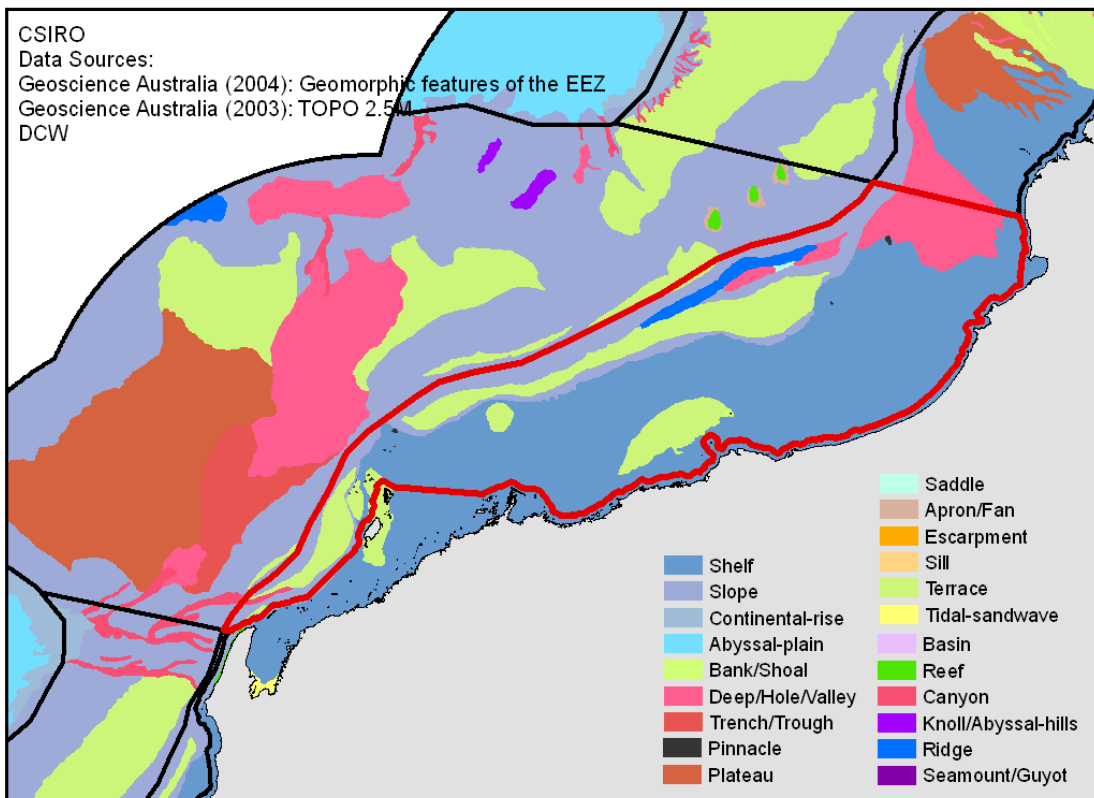 CSIRO
Data Sources:
Geoscience Australia (2004): Geomorphic features of the EEZ
Geoscience Australia (2003): TOPO 2.5M
DCW
Shelf
Slope
Continental-rise
Abyssal-plain
Bank/Shoal
Deep/Hole/Valley
Trench/Trough
Pinnacle
Plateau
Saddle
Apron/Fan
Escarpment
Sill
Terrace
Tidal-sandwave
Basin
Reef
Canyon
Knoll/Abyssal-hills
Ridge
Seamount/Guyot